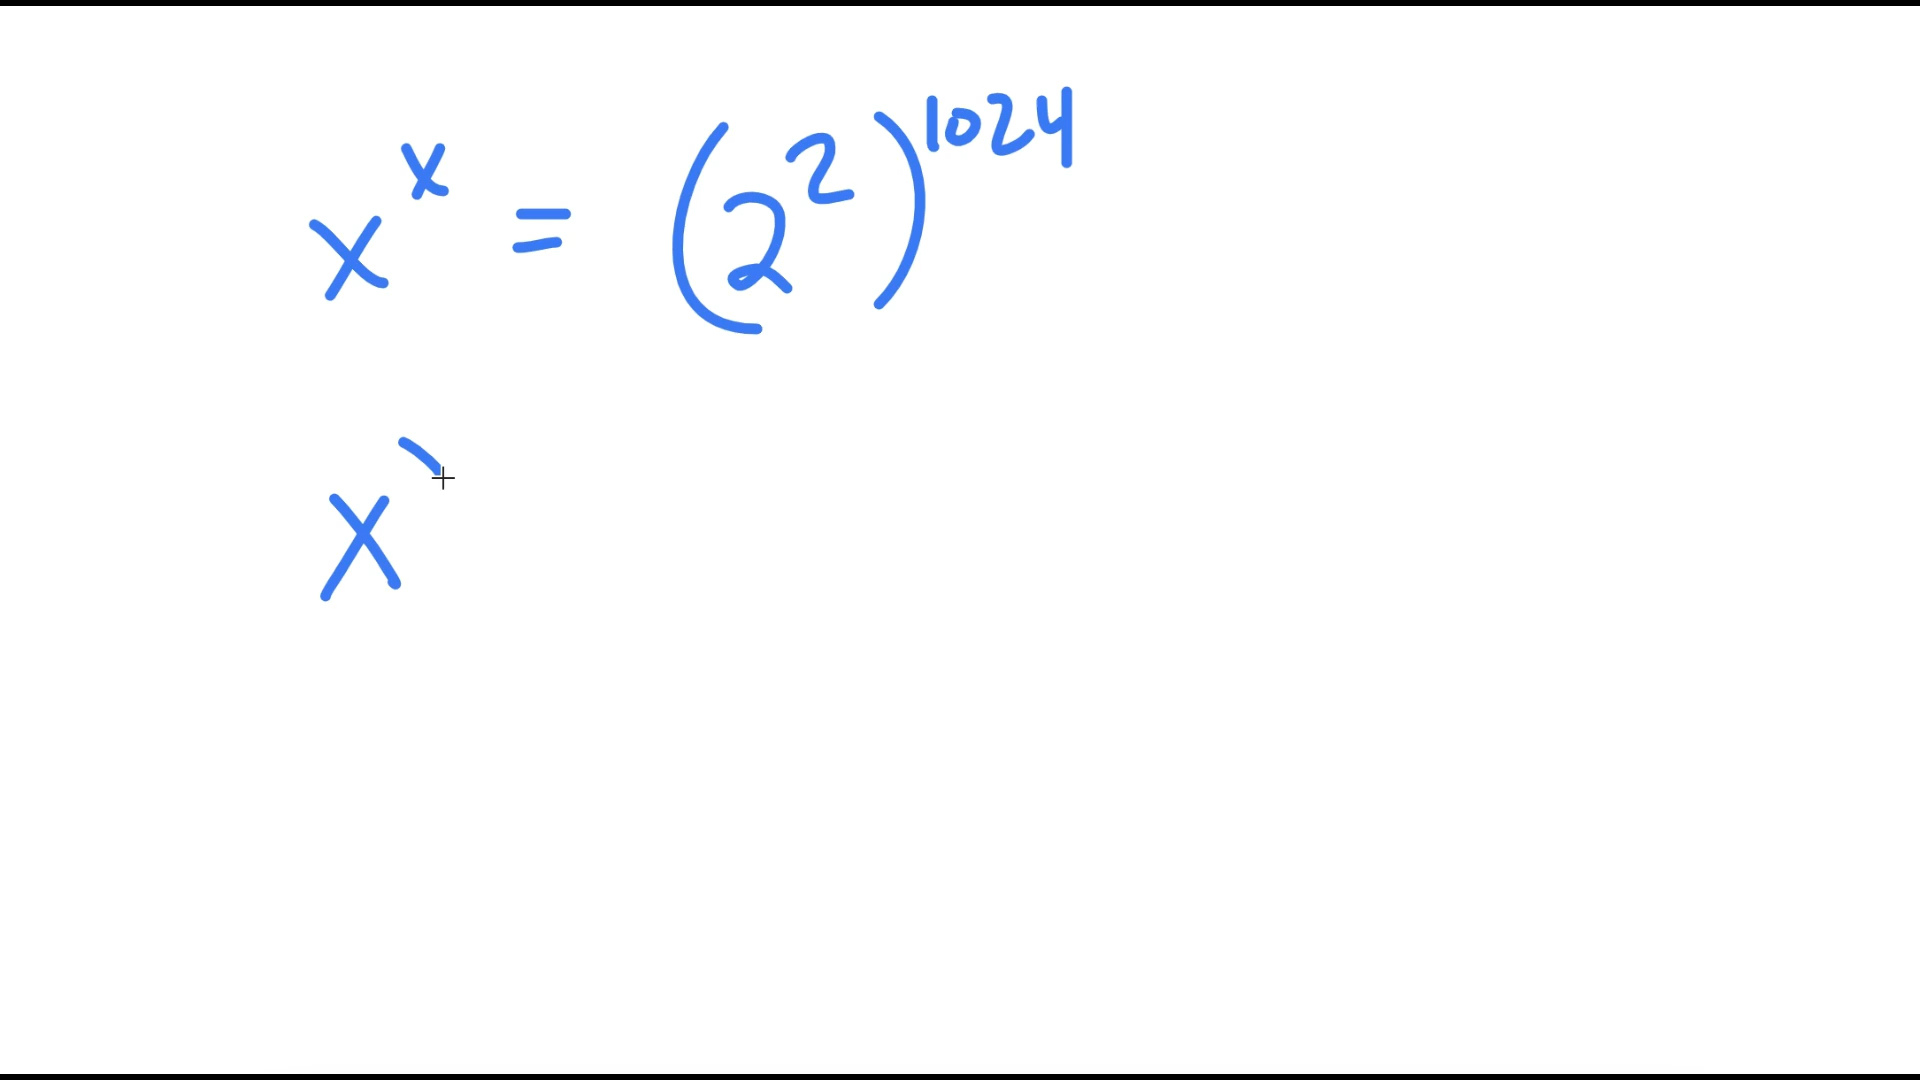 x^x = (2^2)^1024
x